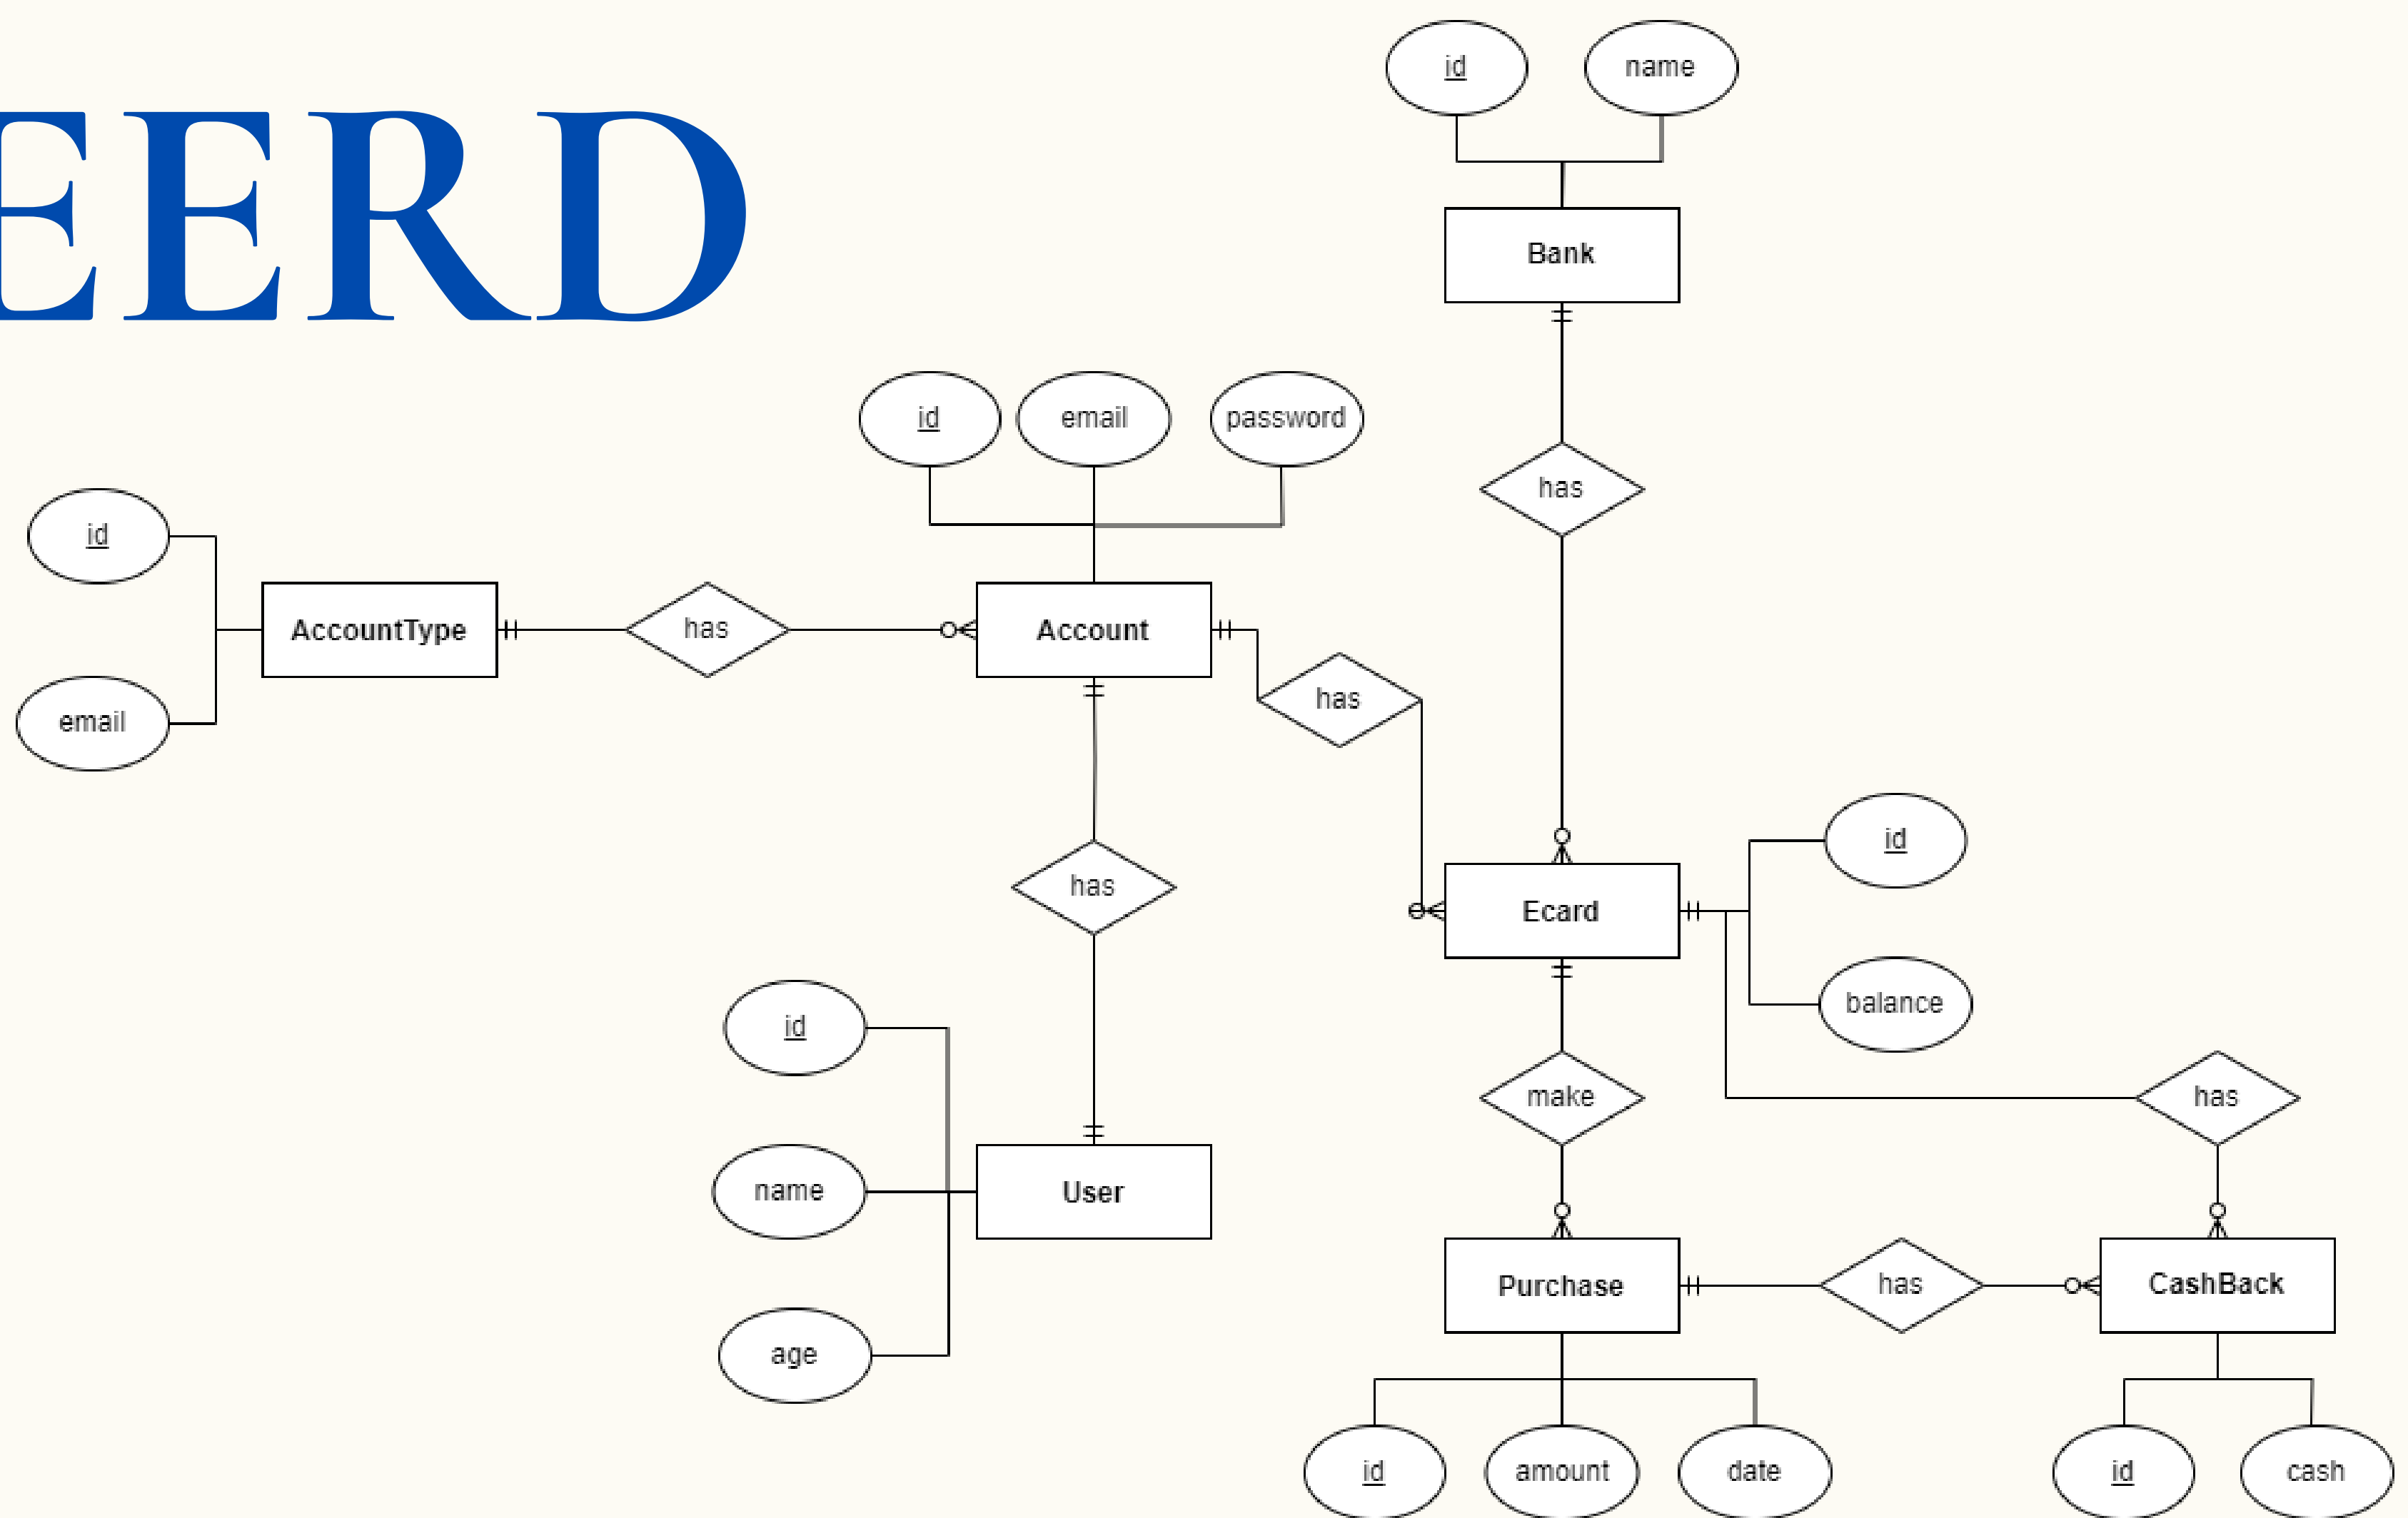 EERD
id
name
Bank
has
id
email
password
id
AccountType
has
Account
has
email
has
id
Ecard
balance
id
make
has
name
User
Purchase
has
CashBack
age
id
amount
date
id
cash